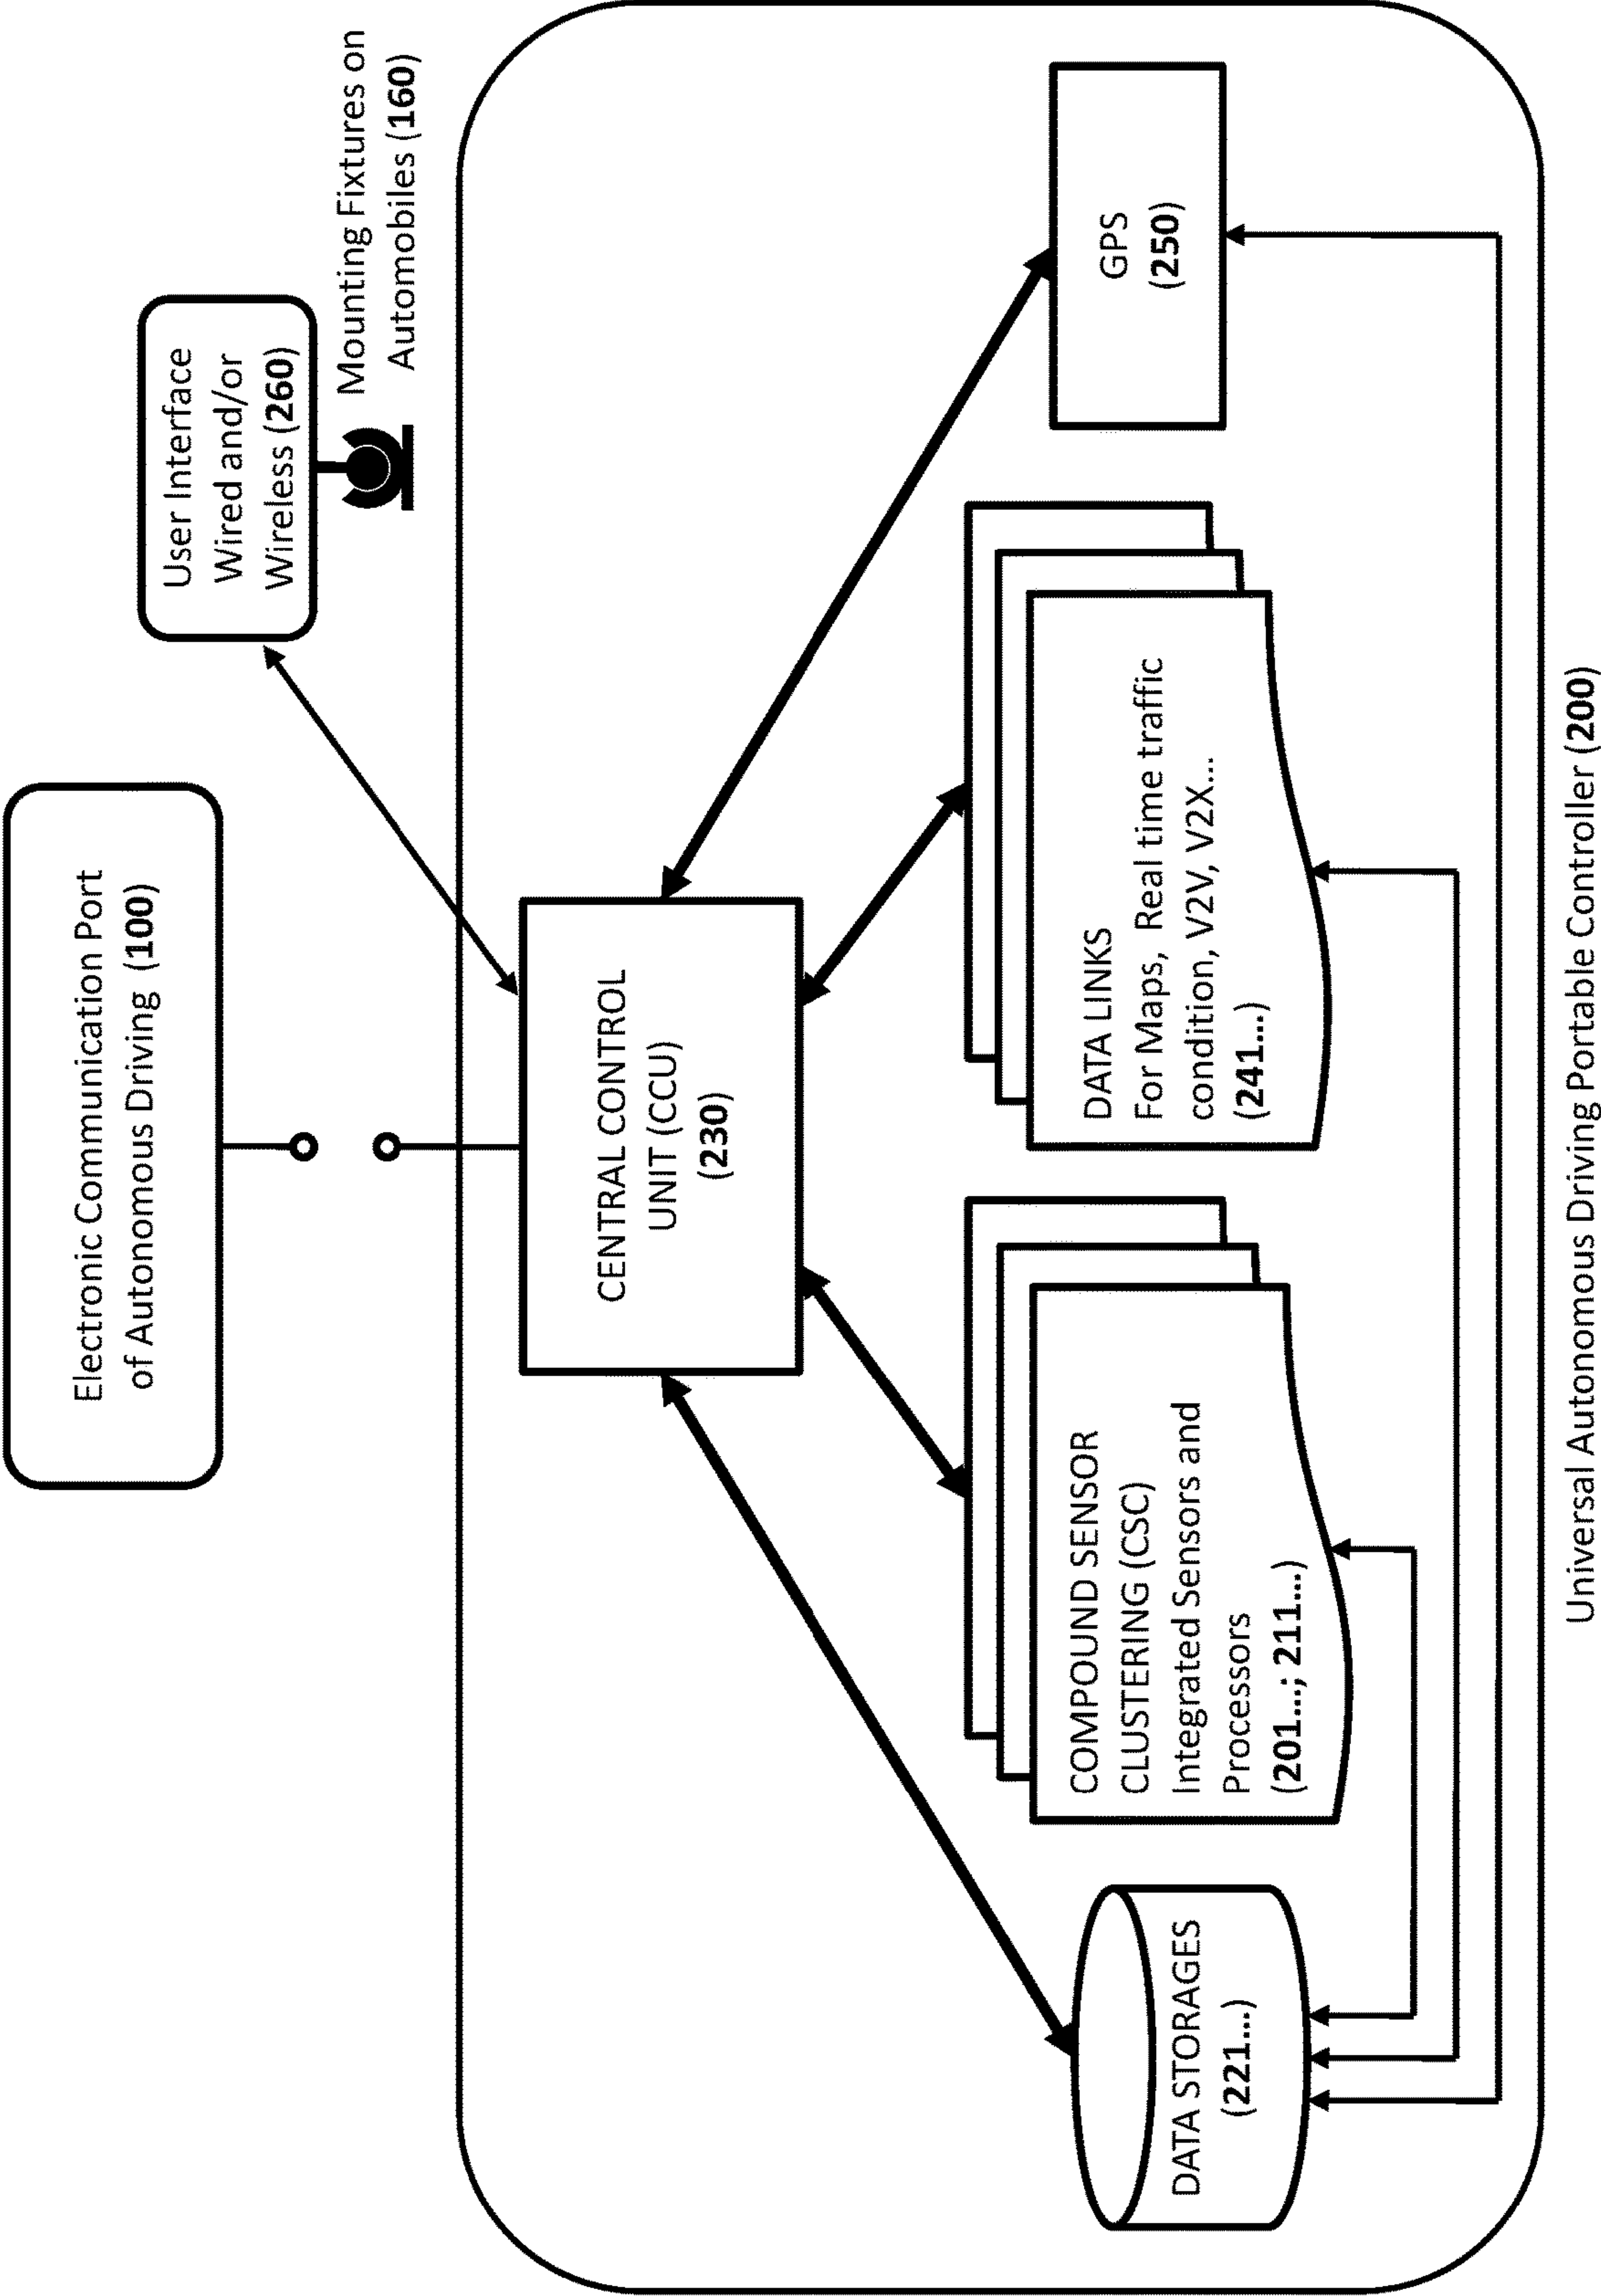 Electronic Communication Port
of Autonomous Driving (100)
User Interface
Wired and/or
Wireless (260)
Mounting Fixtures on
Automobiles (160)
CENTRAL CONTROL
UNIT (CCU)
(230)
DATA STORAGES
(221...)
COMPOUND SENSOR
CLUSTERING (CSC)
Integrated Sensors and
Processors
(201...; 211...)
DATA LINKS
For Maps, Real time traffic
condition, V2V, V2X...
(241...)
GPS
(250)
Universal Autonomous Driving Portable Controller (200)